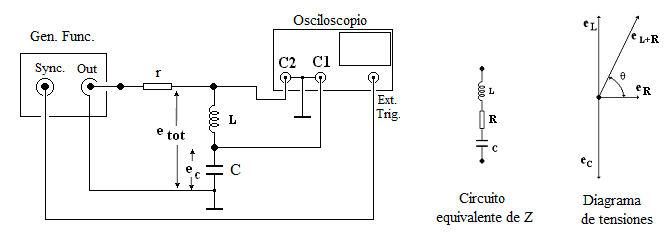 Osciloscopio
Gen. Func.
Sync. Out
r
C2 C1
Ext.
Trig.
L
e tot
e c
C
L
R
C
Circuito
equivalente de Z
e L
e L+R
θ
e R
e C
Diagrama
de tensiones